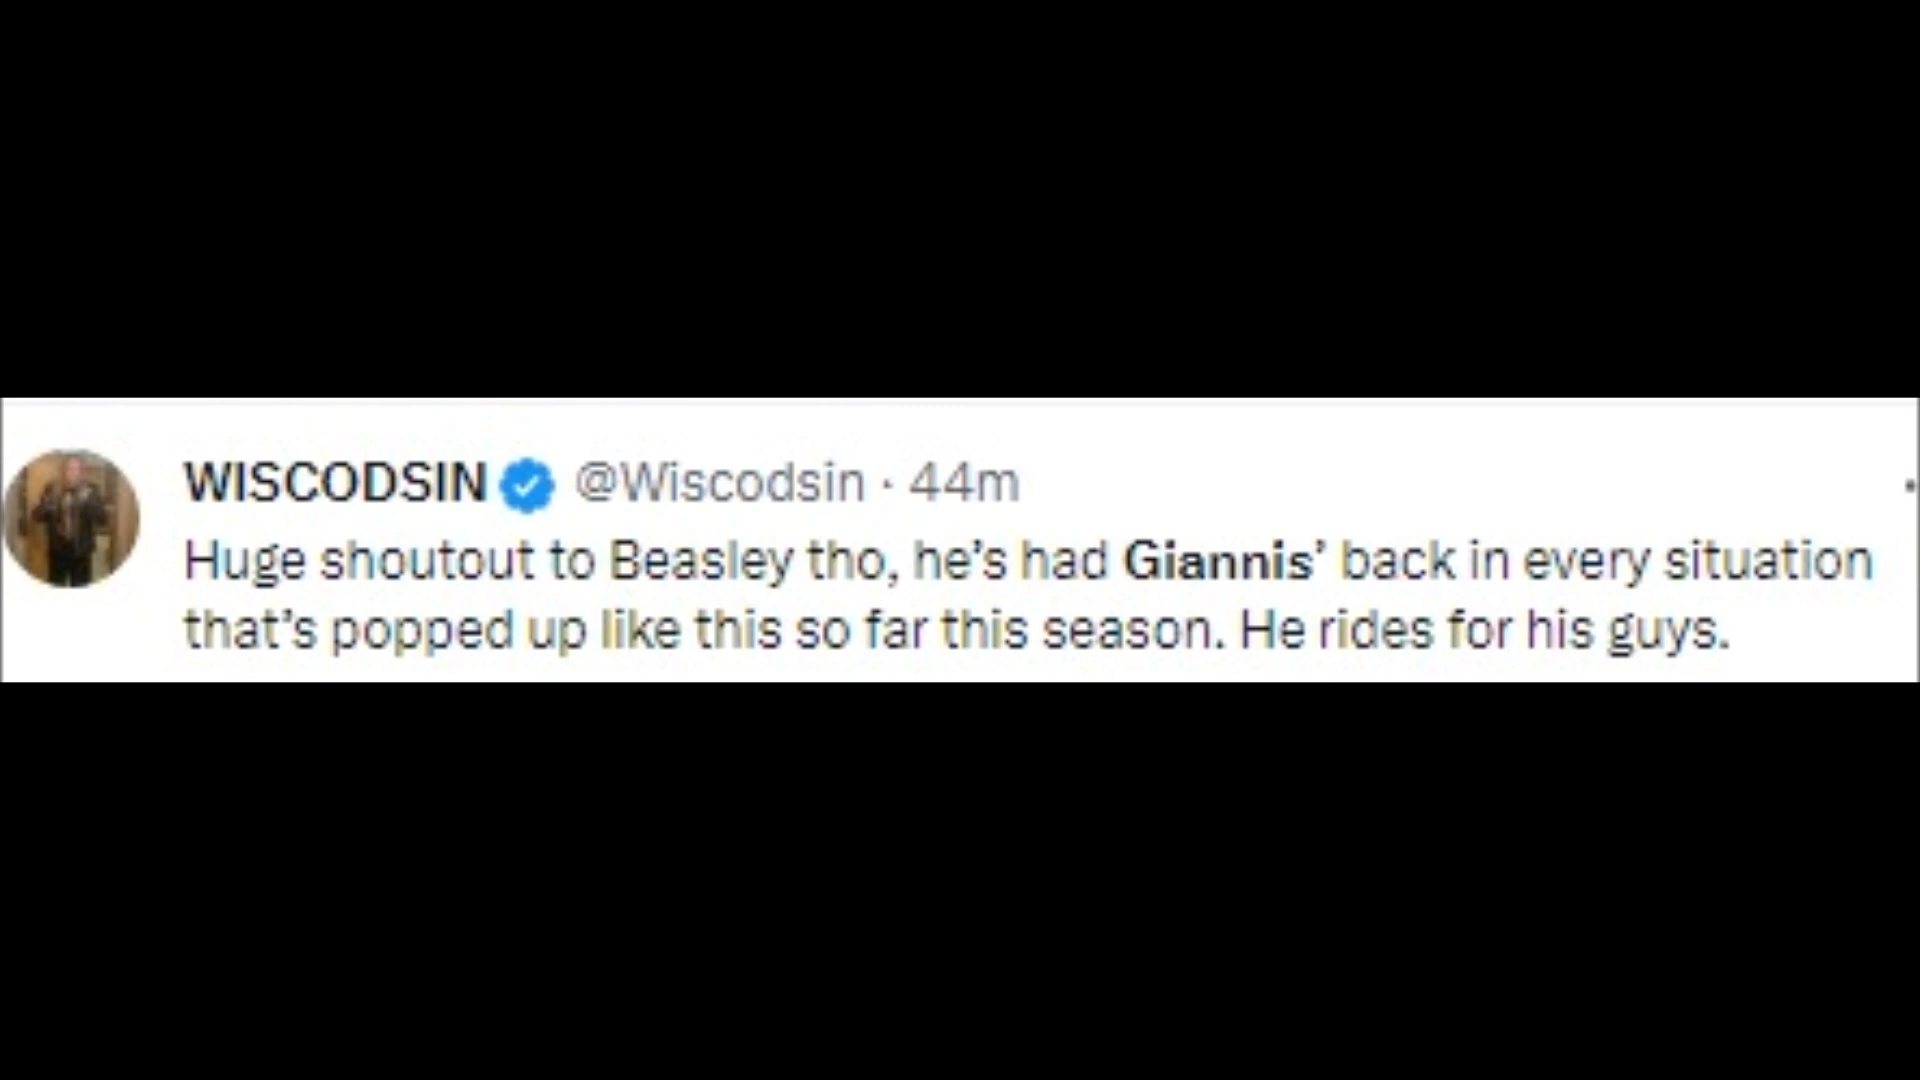 WISCODSIN @Wiscodsin · 44m
Huge shoutout to Beasley tho, he’s had Giannis’ back in every situation
that’s popped up like this so far this season. He rides for his guys.